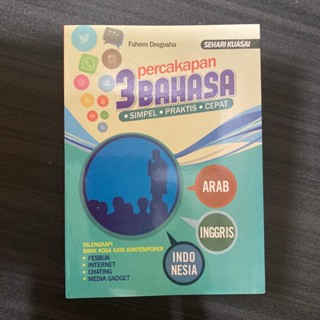 Fahem Dregusha
SEHARI KUASAI
percakapan
3 BAHASA
• SIMPEL • PRAKTIS • CEPAT
ARAB
INGGRIS
INDO
NESIA
DILENGKAPI
BANK KOSA KATA KONTEMPORER
• FESBUK
• INTERNET
• CHATING
• MEDIA GADGET